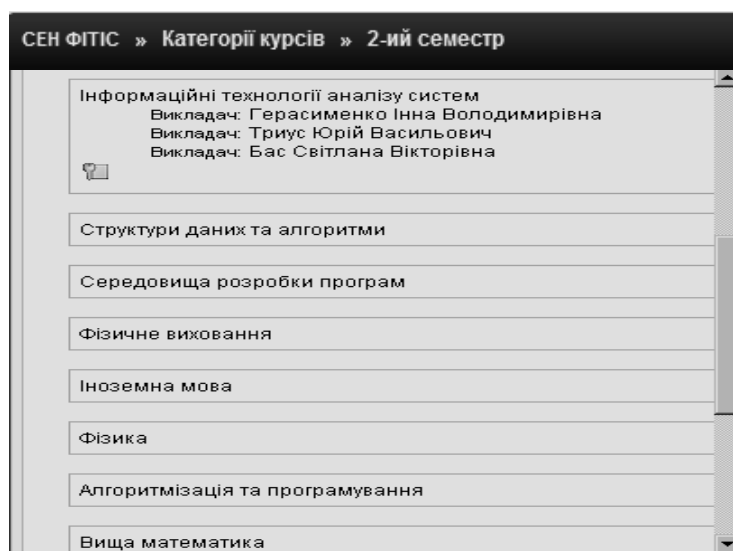 СЕН ФІТІС » Категорії курсів » 2-ий семестр
Інформаційні технології аналізу систем
Викладач: Герасименко Інна Володимирівна
Викладач: Триус Юрій Васильович
Викладач: Бас Світлана Вікторівна
Структури даних та алгоритми
Середовища розробки програм
Фізичне виховання
Іноземна мова
Фізика
Алгоритмізація та програмування
Вища математика